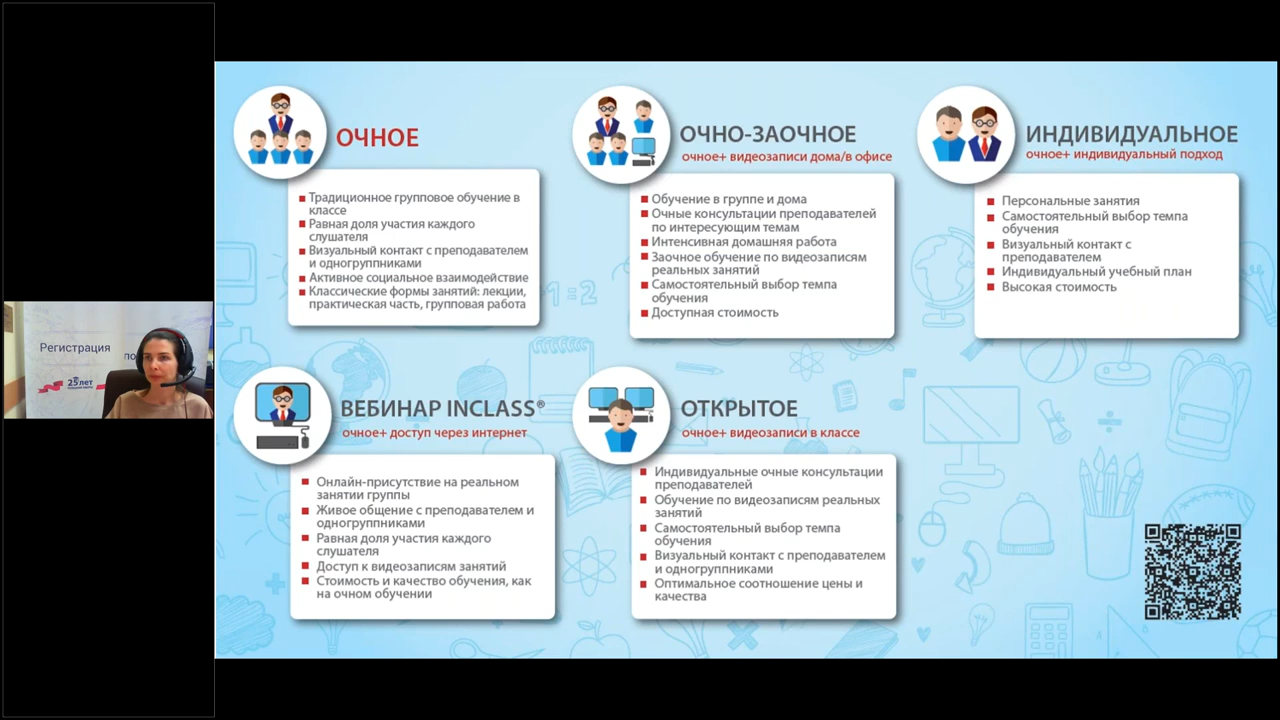 ОЧНОЕ
Традиционное групповое обучение в
классе
Равная доля участия каждого
слушателя
Визуальный контакт с преподавателем
и одногруппниками
Активное социальное взаимодействие
Классические формы занятий: лекции,
практическая часть, групповая работа
ОЧНО-ЗАОЧНОЕ
очное+ видеозаписи дома/в офисе
Обучение в группе и дома
Очные консультации преподавателей
по интересующим темам
Интенсивная домашняя работа
Заочное обучение по видеозаписям
реальных занятий
Самостоятельный выбор темпа
обучения
Доступная стоимость
ИНДИВИДУАЛЬНОЕ
очное+ индивидуальный подход
Персональные занятия
Самостоятельный выбор темпа
обучения
Визуальный контакт с
преподавателем
Индивидуальный учебный план
Высокая стоимость
ВЕБИНАР INCLASS®
очное+ доступ через интернет
Онлайн-присутствие на реальном
занятии группы
Живое общение с преподавателем и
одногруппниками
Равная доля участия каждого
слушателя
Доступ к видеозаписям занятий
Стоимость и качество обучения, как
на очном обучении
ОТКРЫТОЕ
очное+ видеозаписи в классе
Индивидуальные очные консультации
преподавателей
Обучение по видеозаписям реальных
занятий
Самостоятельный выбор темпа
обучения
Визуальный контакт с преподавателем
и одногруппниками
Оптимальное соотношение цены и
качества
Регистрация
по
25 лет
1=2